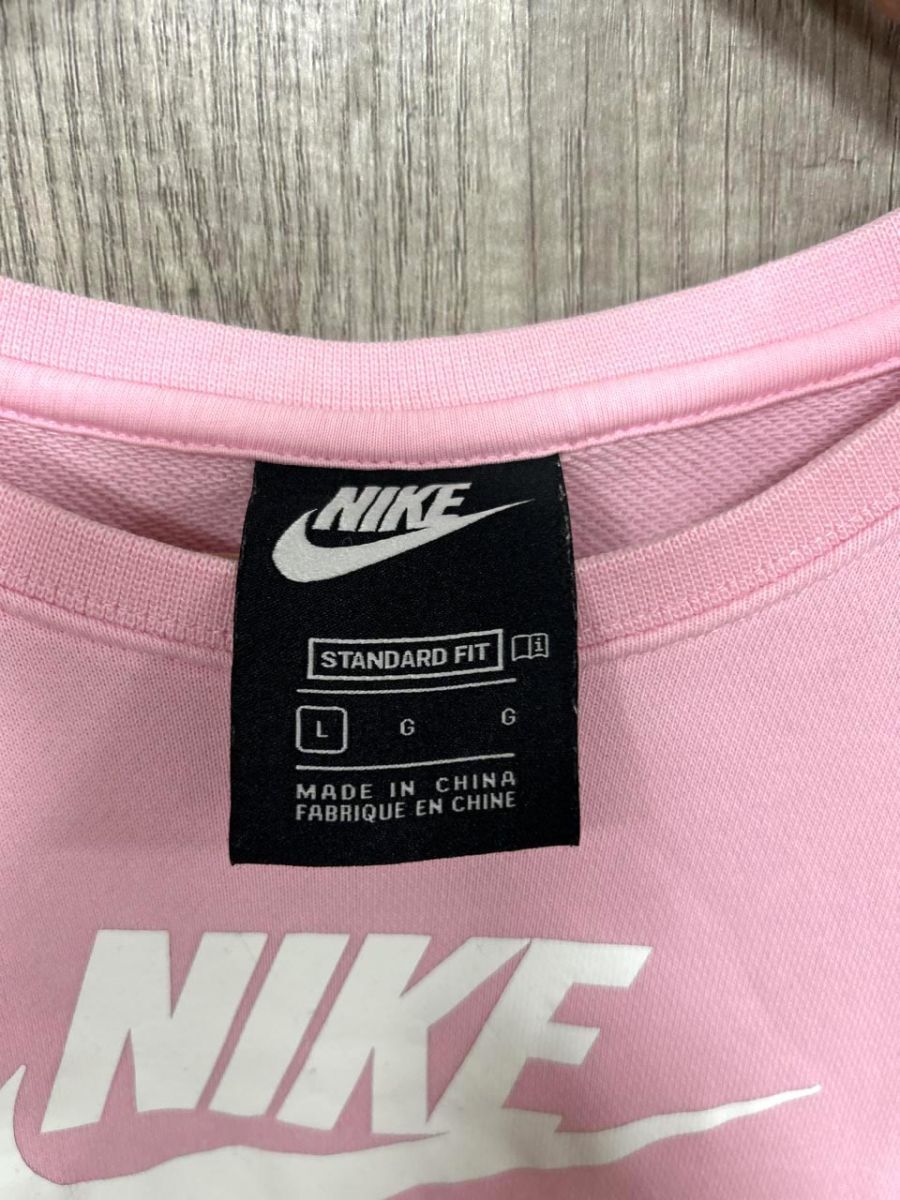 NIKE
STANDARD FIT
L G G
MADE IN CHINA
FABRIQUE EN CHINE
NIKE